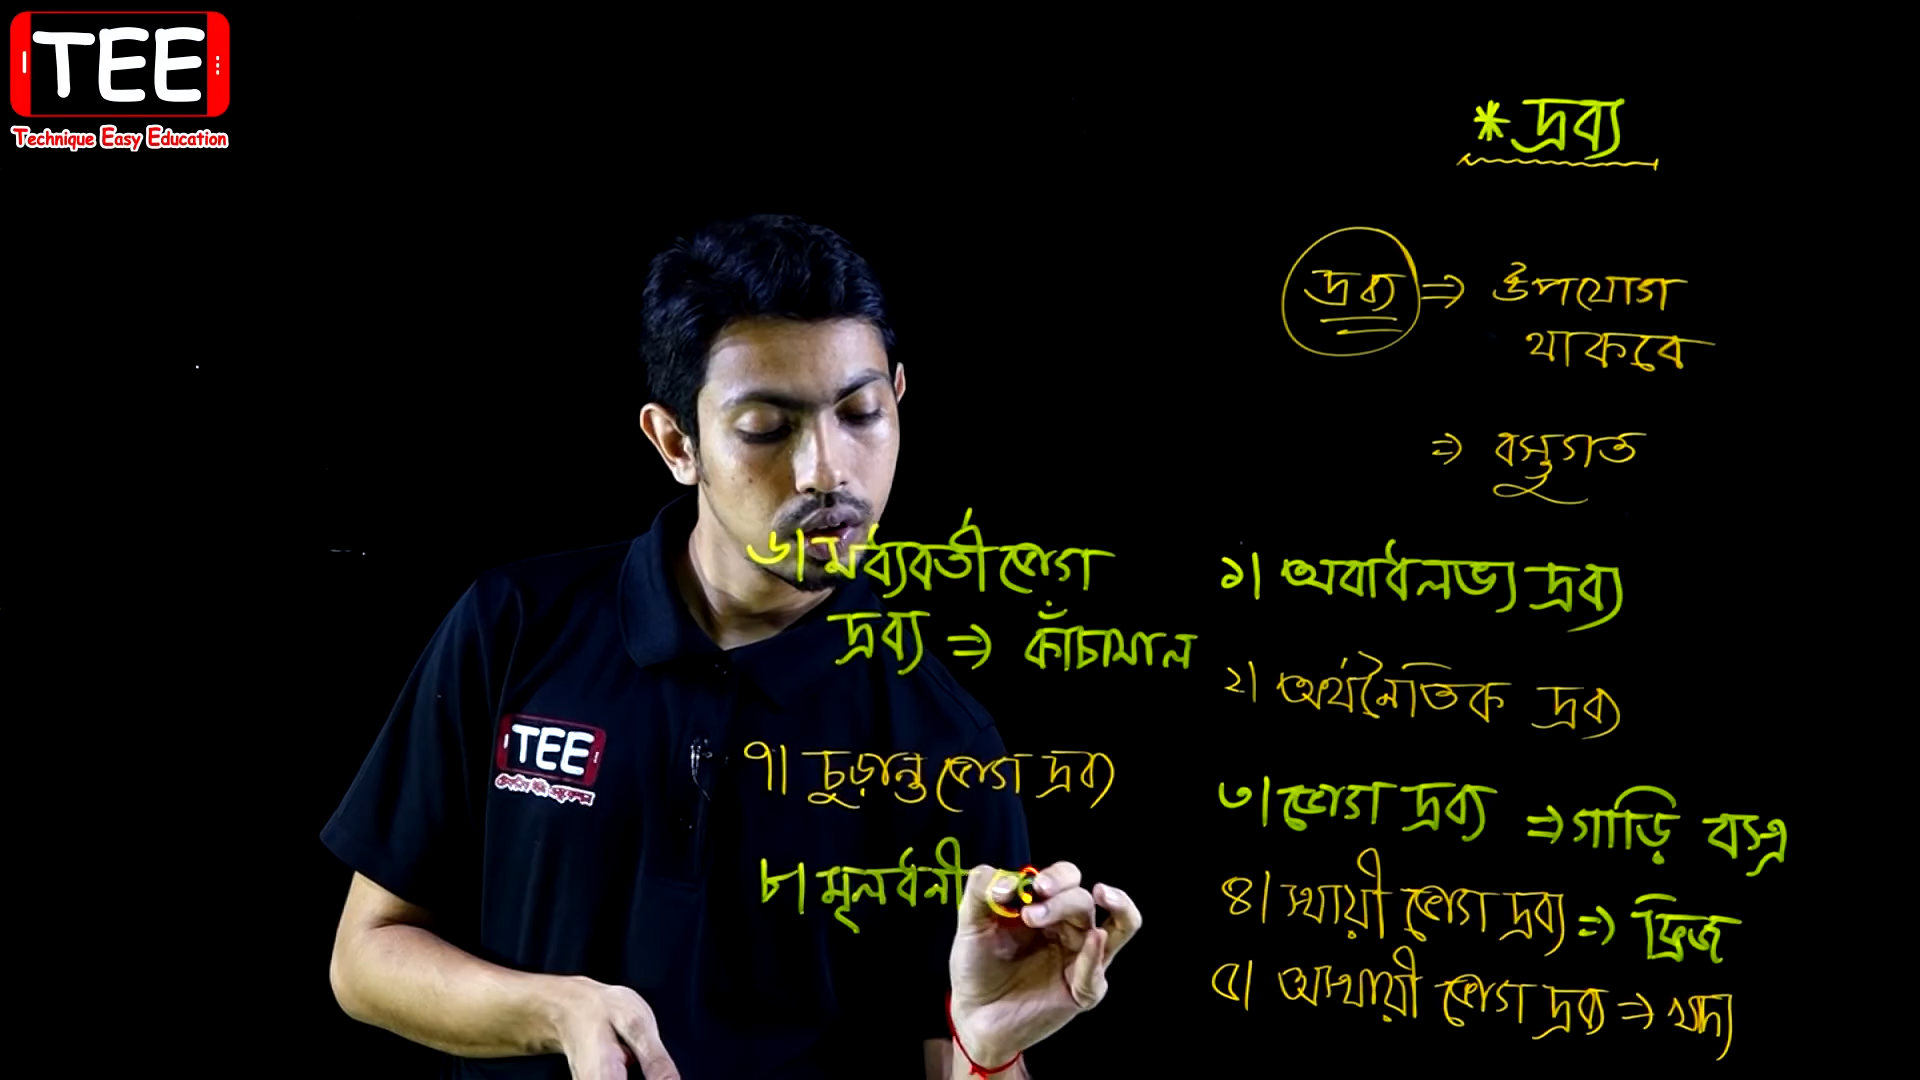 TEE
Technique Easy Education
* দ্রব্য
দ্রব্য ⇒ উপযোগ
থাকবে
⇒ বস্তুগত
১। অবাধলভ্য দ্রব্য
২। অর্থনৈতিক দ্রব্য
৩। ভোগ দ্রব্য ⇒ গাড়ি বস্ত্র
৪। স্থায়ী ভোগ দ্রব্য ⇒ ফ্রিজ
৫। অস্থায়ী ভোগ দ্রব্য ⇒ খাদ্য
৬। মধ্যবর্তী ভোগ
দ্রব্য ⇒ কাঁচামাল
৭। চুড়ান্ত ভোগ দ্রব্য
৮। মূলধনী
TEE